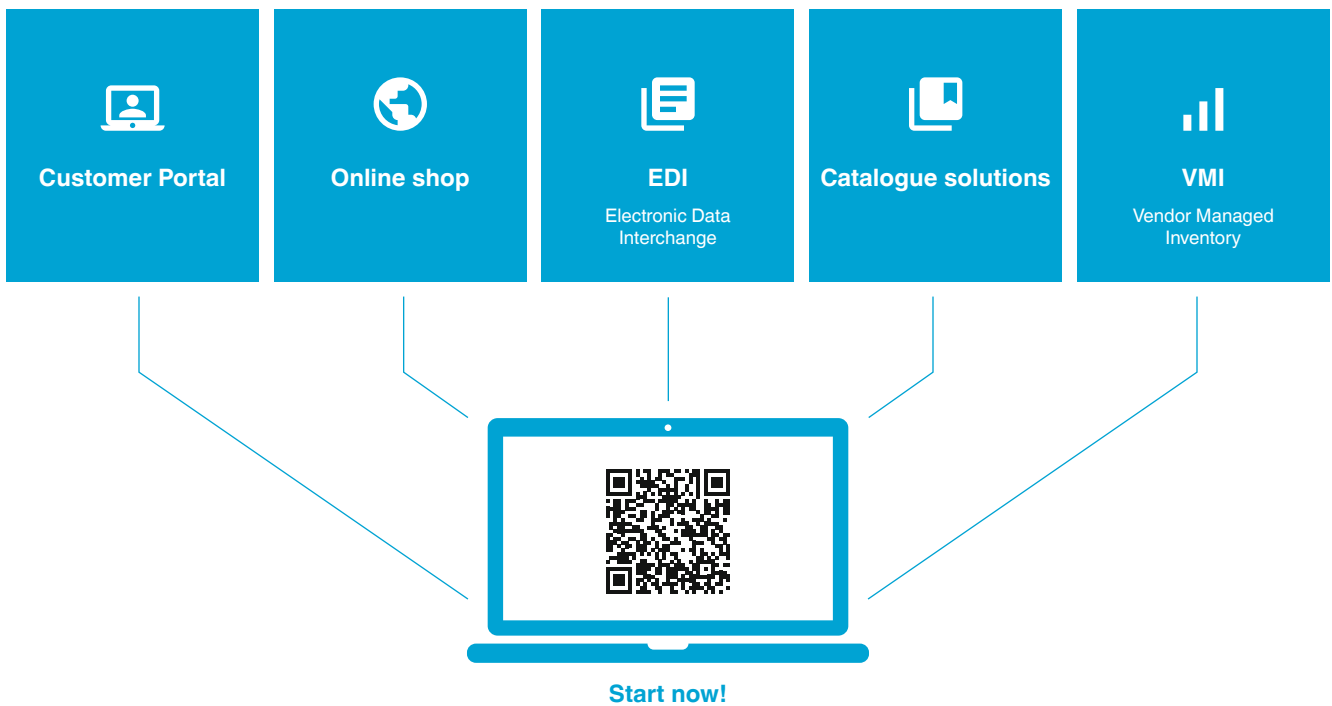 Customer Portal
Online shop
EDI
Electronic Data
Interchange
Catalogue solutions
VMI
Vendor Managed
Inventory
Start now!